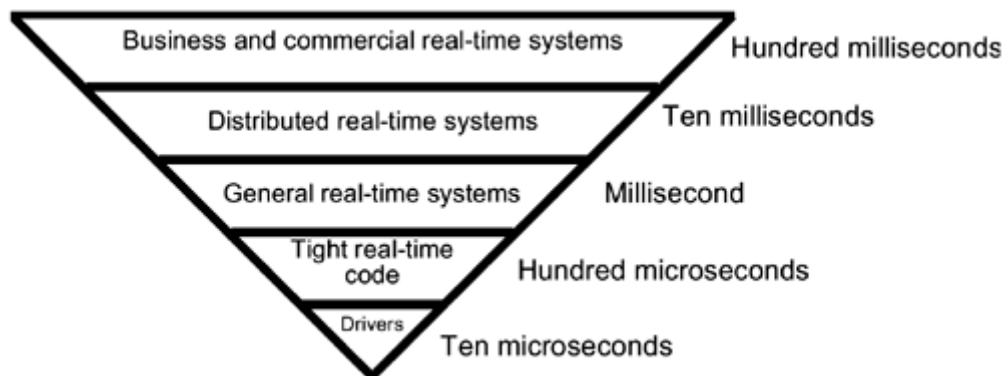 Business and commercial real-time systems
Hundred milliseconds
Distributed real-time systems
Ten milliseconds
General real-time systems
Millisecond
Tight real-time
code
Hundred microseconds
Drivers
Ten microseconds